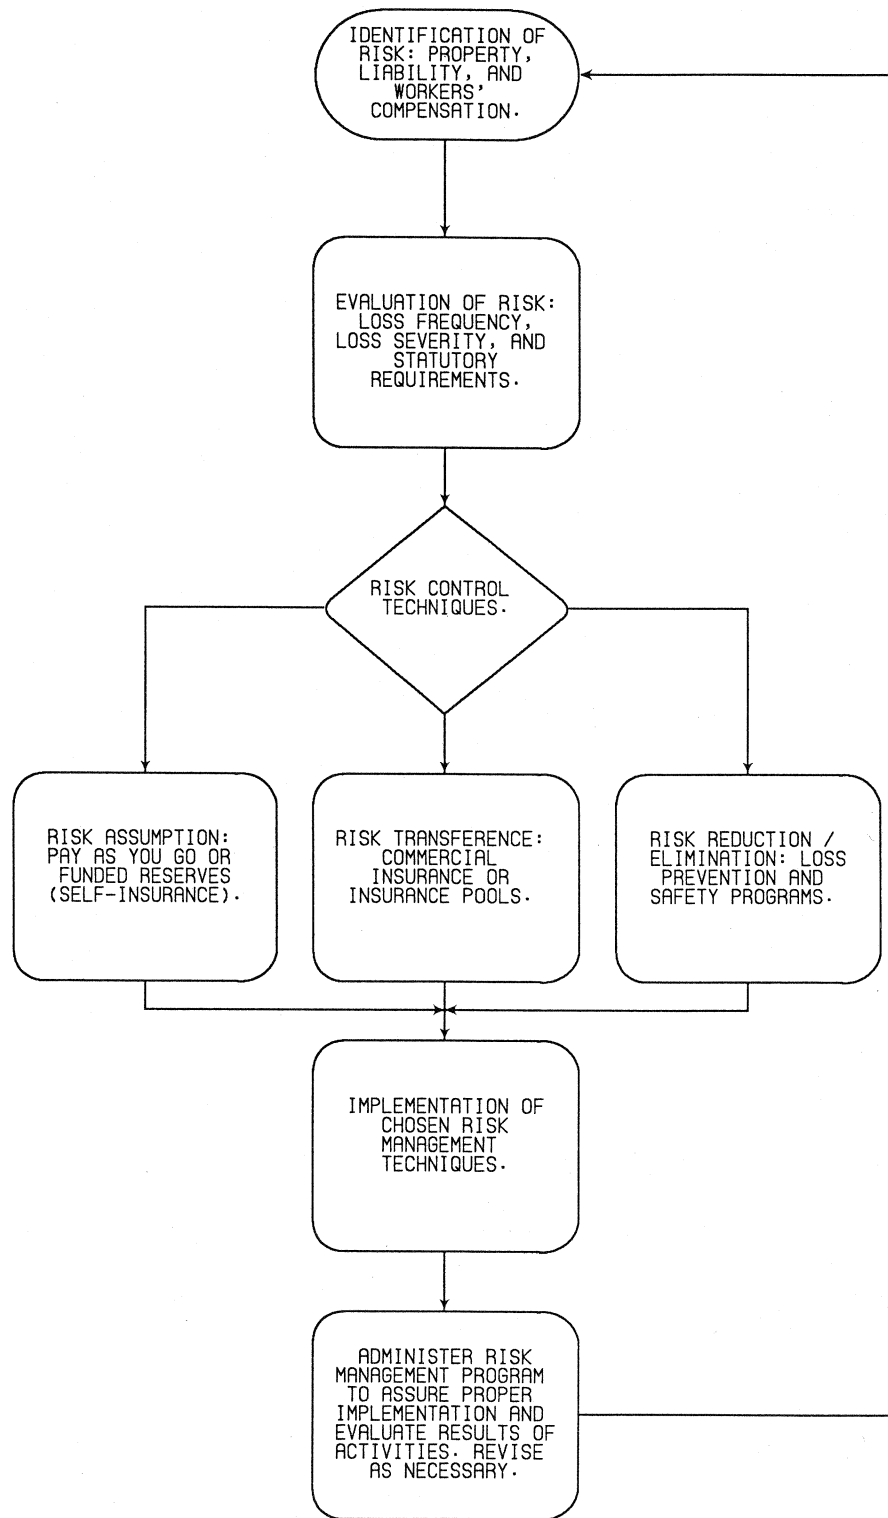 IDENTIFICATION OF
RISK: PROPERTY,
LIABILITY, AND
WORKERS'
COMPENSATION.
EVALUATION OF RISK:
LOSS FREQUENCY,
LOSS SEVERITY, AND
STATUTORY
REQUIREMENTS.
RISK CONTROL
TECHNIQUES.
RISK ASSUMPTION:
PAY AS YOU GO OR
FUNDED RESERVES
(SELF-INSURANCE).
RISK TRANSFERENCE:
COMMERCIAL
INSURANCE OR
INSURANCE POOLS.
RISK REDUCTION /
ELIMINATION: LOSS
PREVENTION AND
SAFETY PROGRAMS.
IMPLEMENTATION OF
CHOSEN RISK
MANAGEMENT
TECHNIQUES.
ADMINISTER RISK
MANAGEMENT PROGRAM
TO ASSURE PROPER
IMPLEMENTATION AND
EVALUATE RESULTS OF
ACTIVITIES. REVISE
AS NECESSARY.